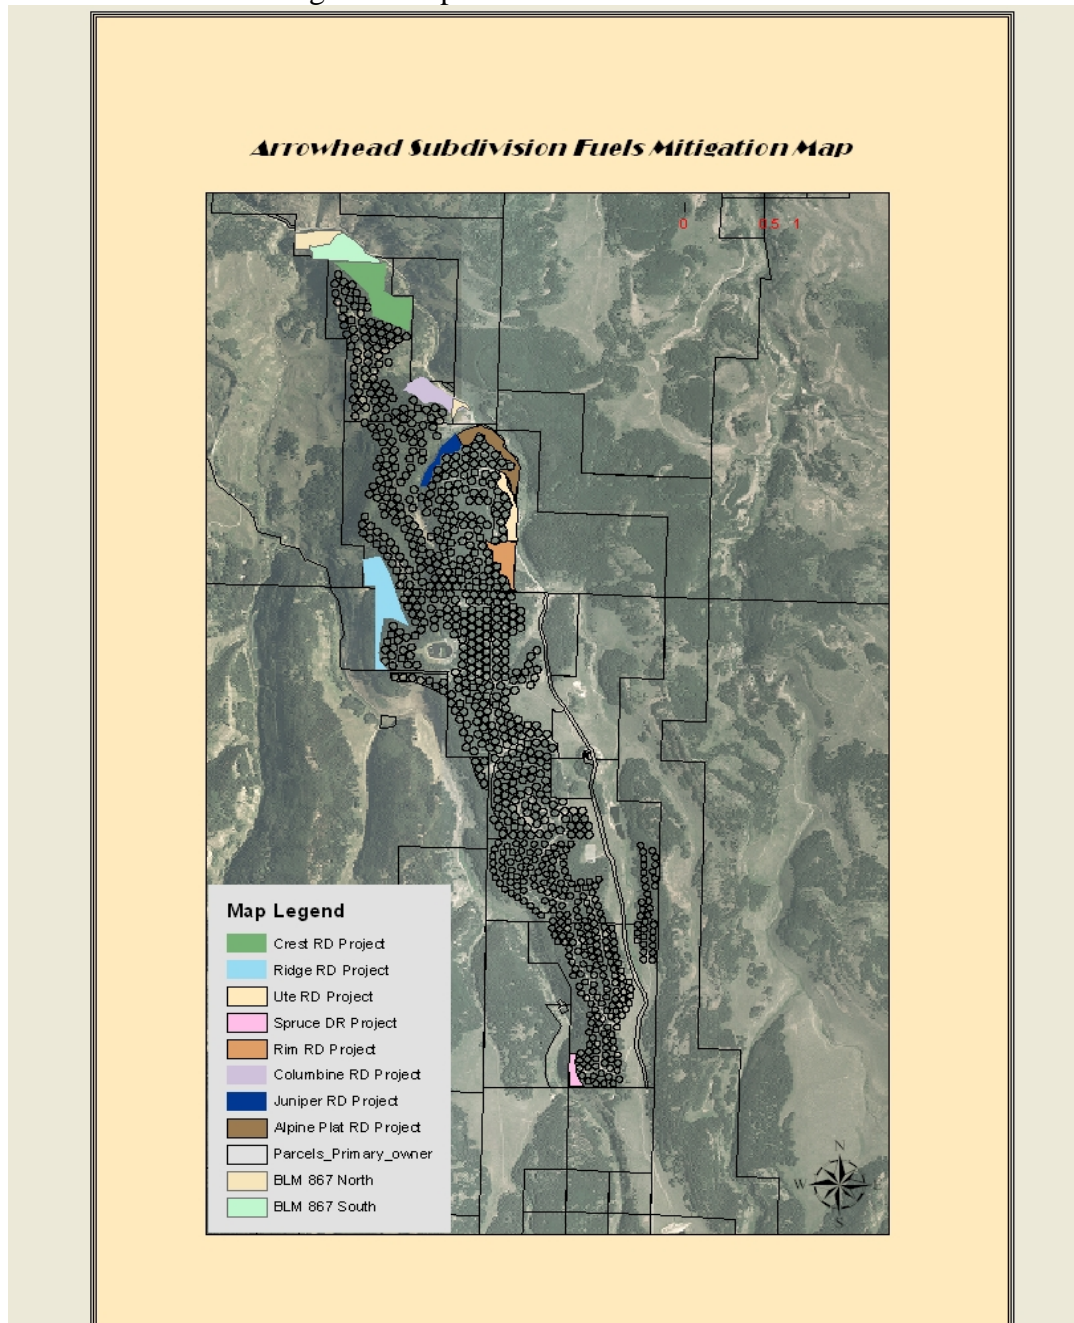 Arrowhead Subdivision Fuels Mitigation Map
0 0.5 1
Map Legend
Crest RD Project
Ridge RD Project
Ute RD Project
Spruce DR Project
Rim RD Project
Columbine RD Project
Juniper RD Project
Alpine Plat RD Project
Parcels_Primary_owner
BLM 867 North
BLM 867 South
N
W E
S